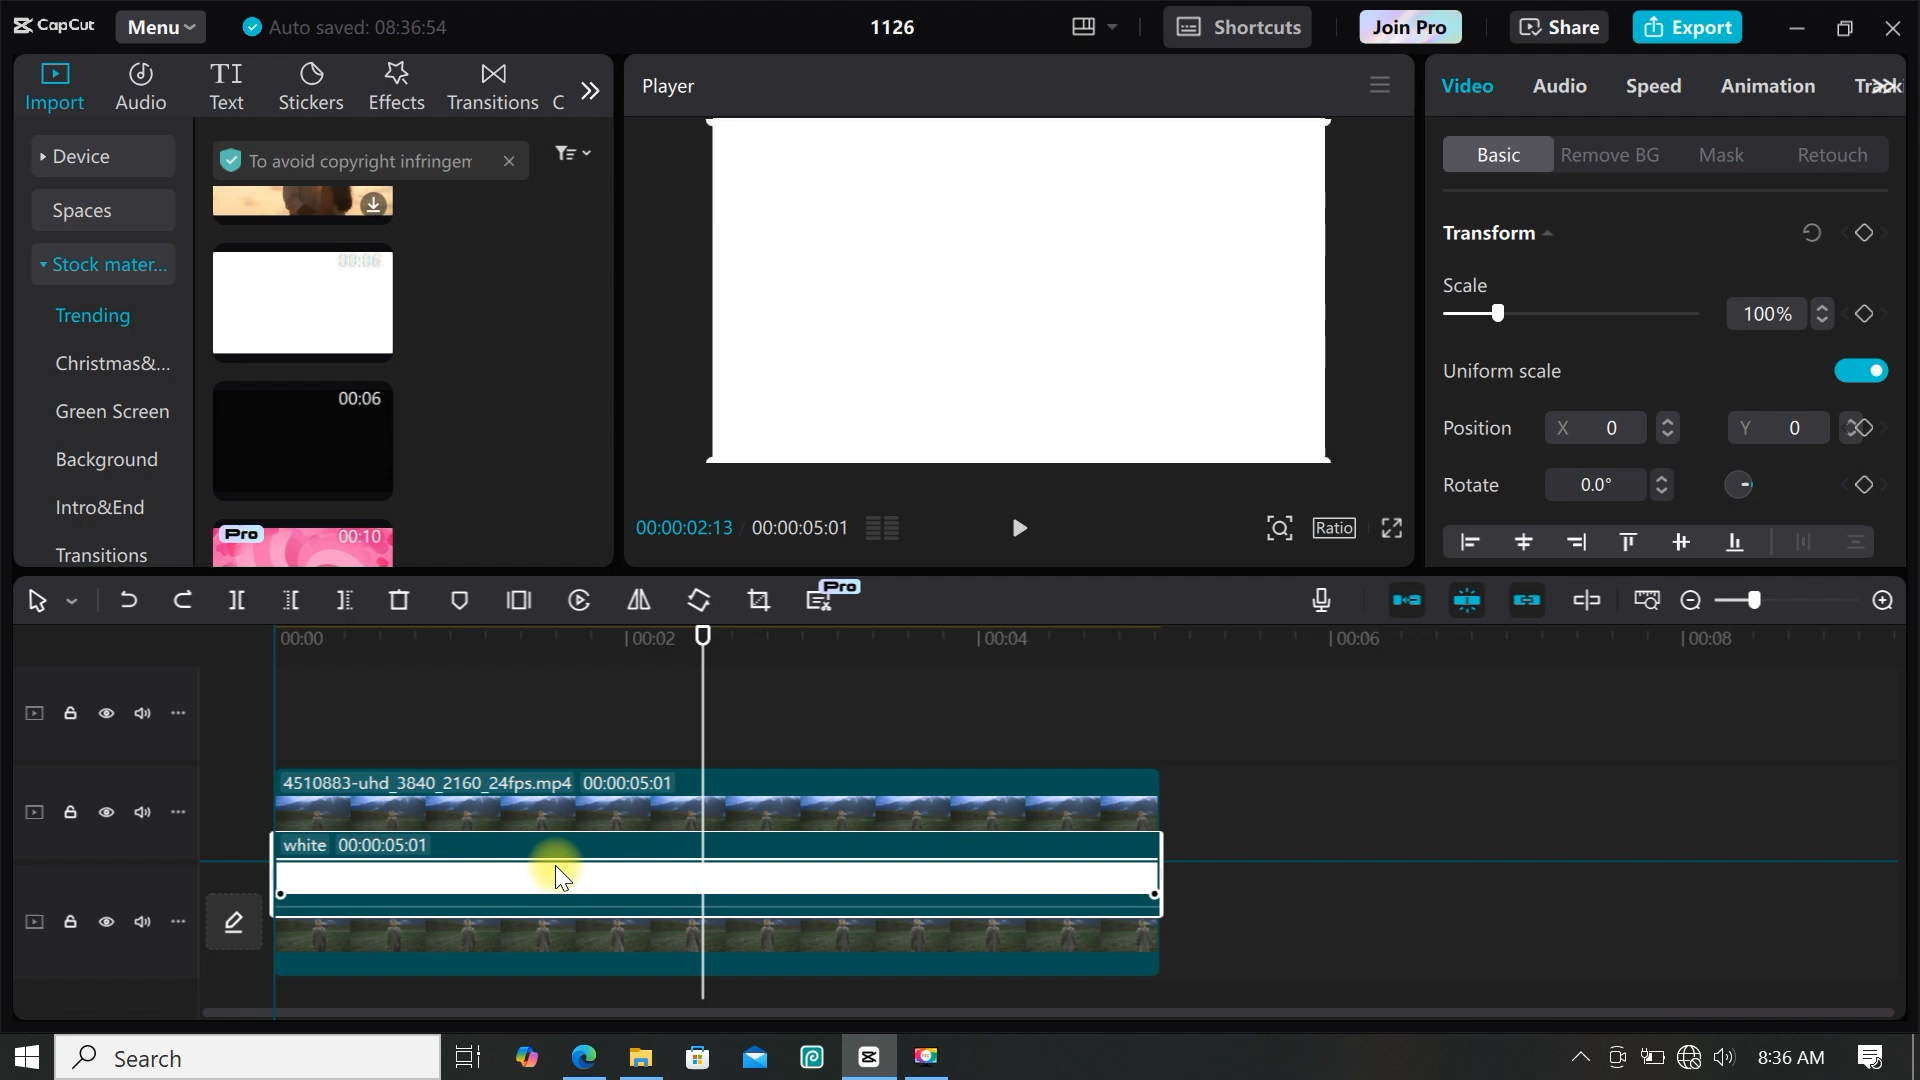 CapCut
Menu
Auto saved: 08:36:54
1126
Shortcuts
Join Pro
Share
Export
Import
Audio
Text
Stickers
Effects
Transitions
C
Player
Video
Audio
Speed
Animation
Device
Spaces
Stock mater...
Trending
Christmas&...
Green Screen
Background
Intro&End
Transitions
To avoid copyright infringem
00:06
00:06
Pro
00:10
00:00:02:13
00:00:05:01
Ratio
Basic
Remove BG
Mask
Retouch
Transform
Scale
100%
Uniform scale
Position
X 0
Y 0
Rotate
0.0°
Pro
00:00
00:02
00:04
00:06
00:08
4510883-uhd_3840_2160_24fps.mp4 00:00:05:01
white 00:00:05:01
Search
8:36 AM